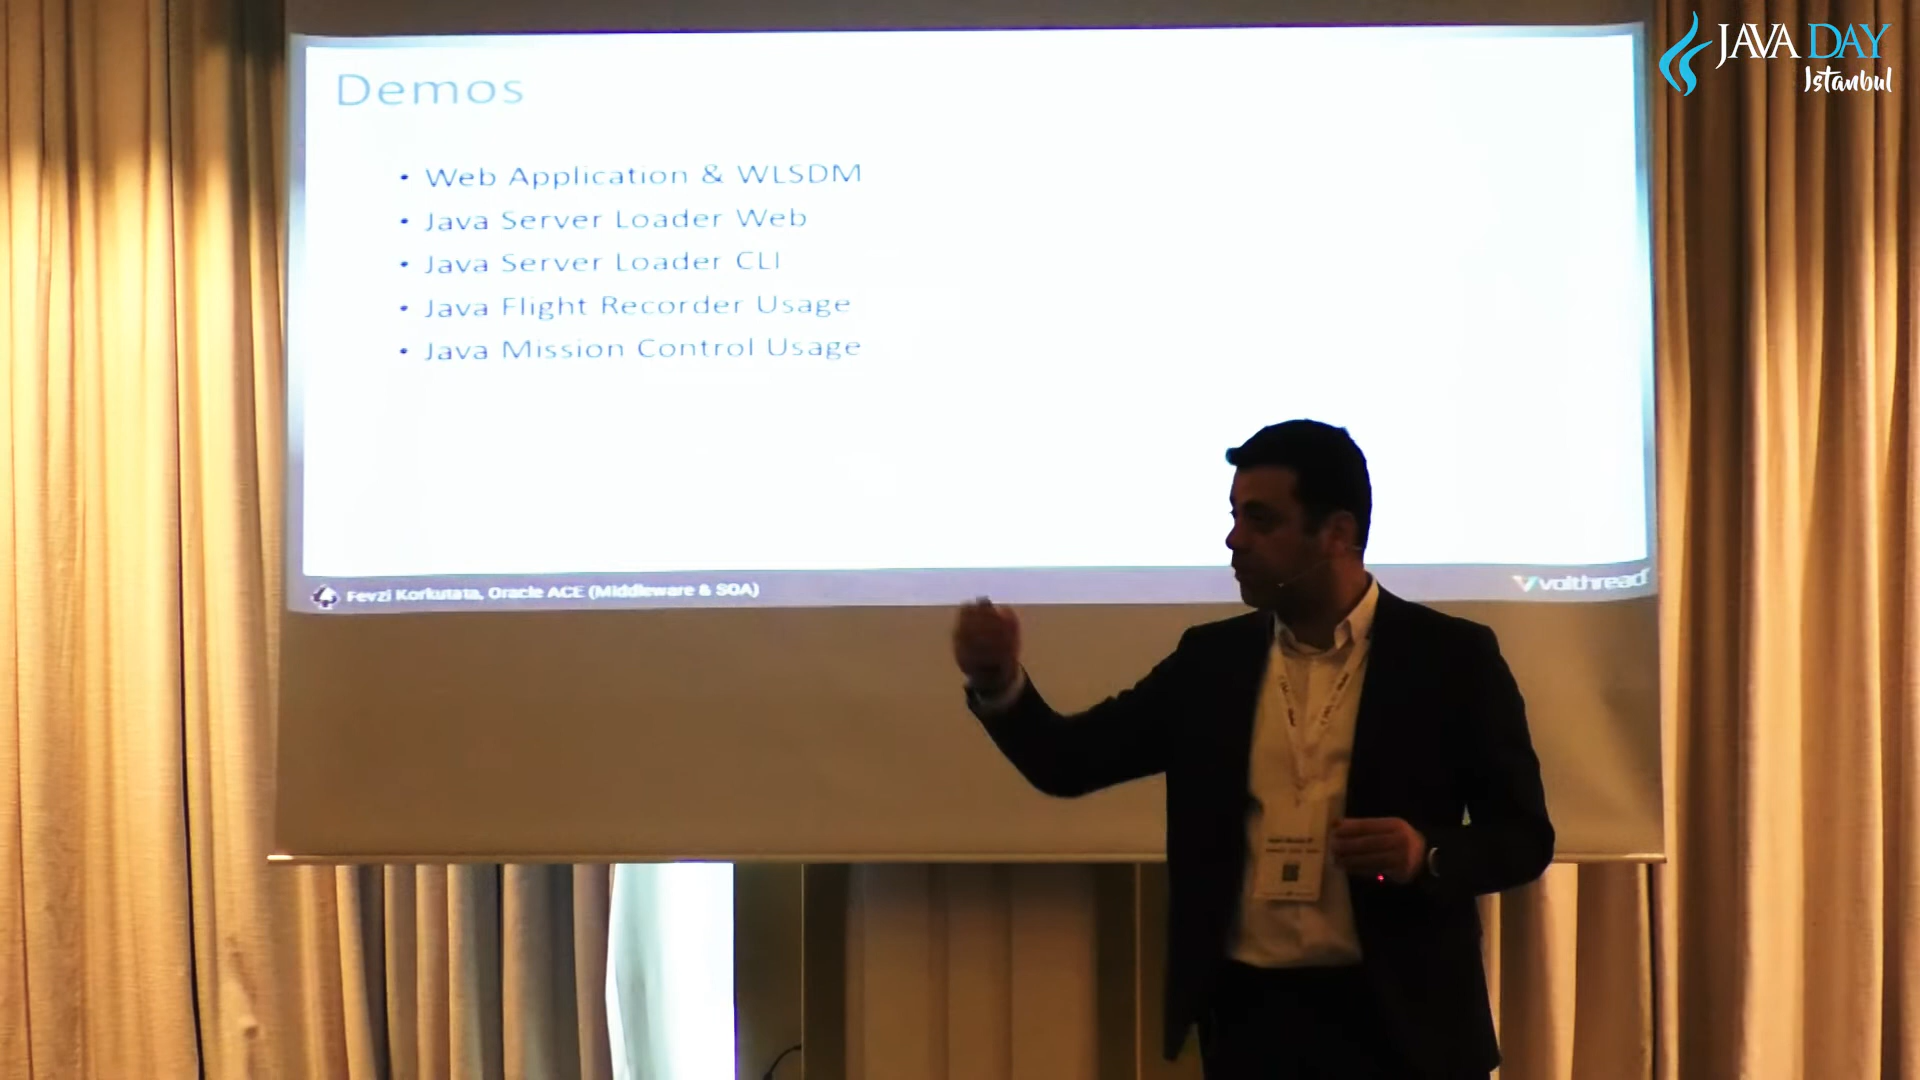 JAVA DAY
Istanbul
Demos
• Web Application & WLSDM
• Java Server Loader Web
• Java Server Loader CLI
• Java Flight Recorder Usage
• Java Mission Control Usage
Fevzi Korkutata, Oracle ACE (Middleware & SOA)
volthread